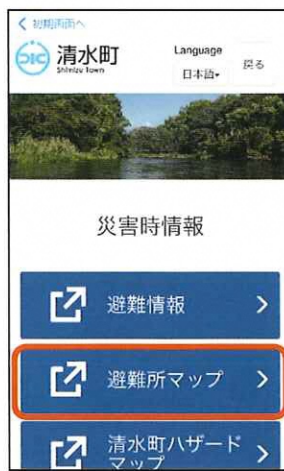 初期画面へ
清水町
Shimizu Town
Language
日本語
戻る
災害時情報
避難情報
避難所マップ
清水町ハザード
マップ